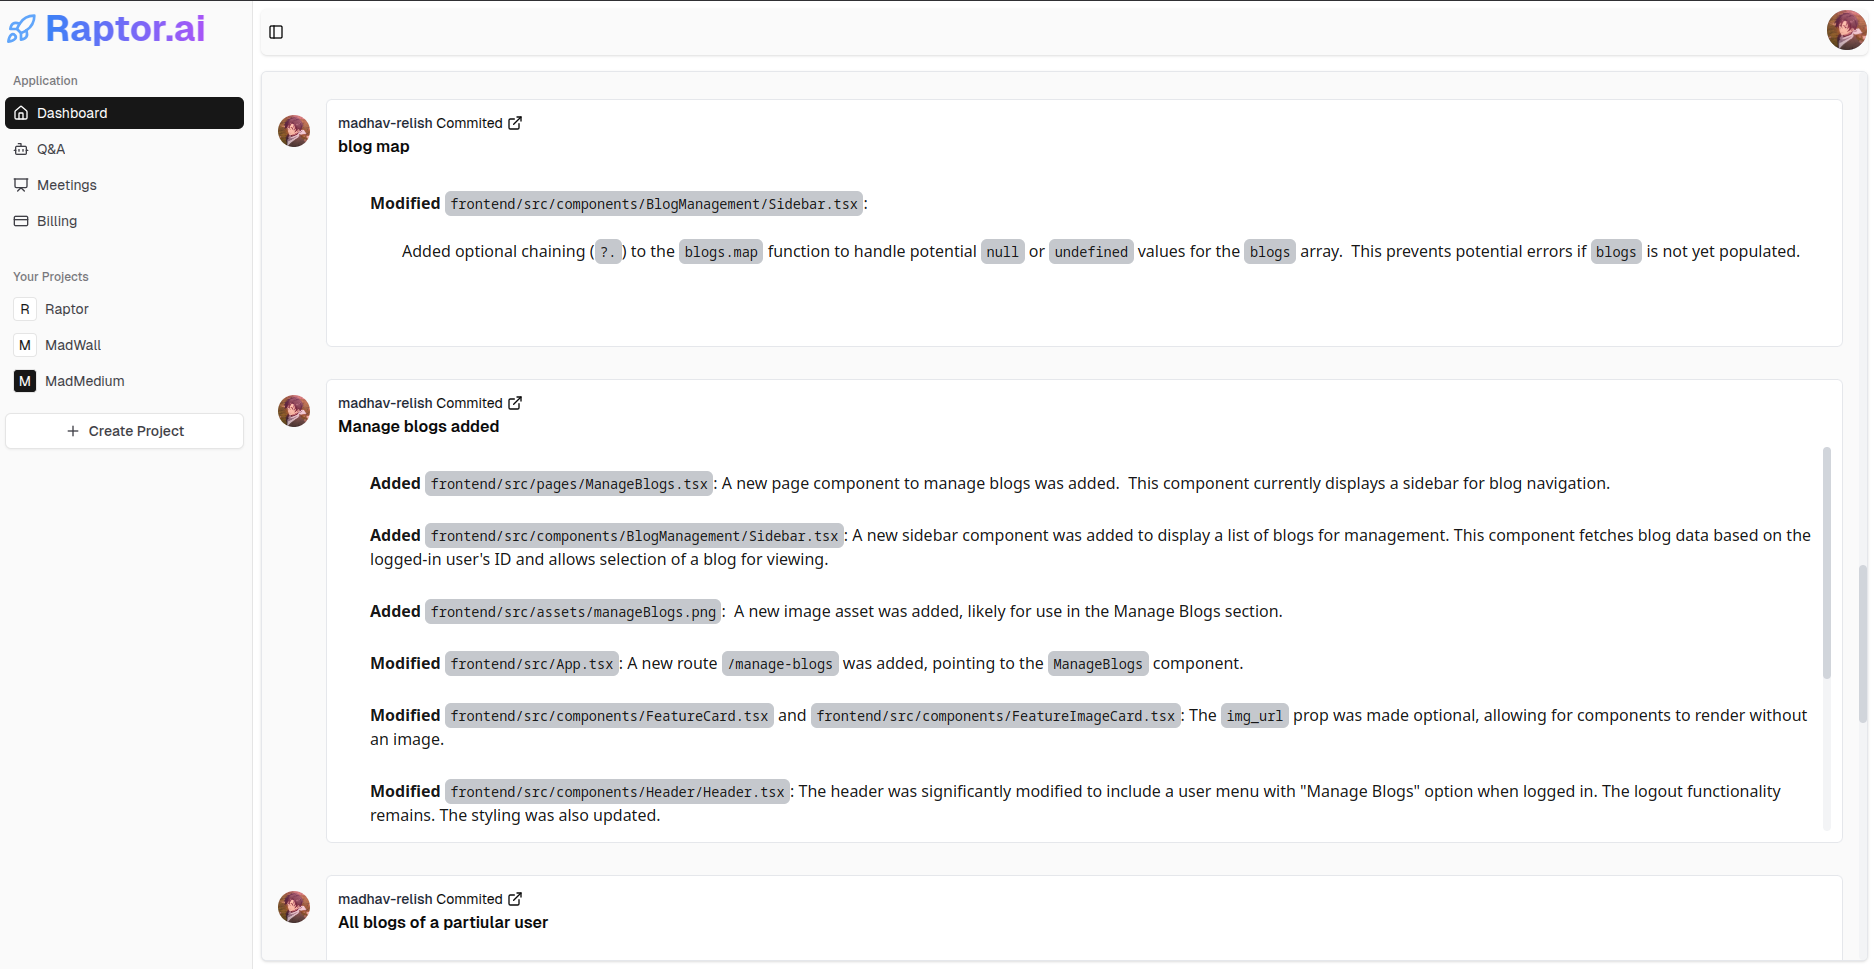 Raptor.ai
Application
Dashboard
Q&A
Meetings
Billing
Your Projects
R Raptor
M MadWall
M MadMedium
+ Create Project
madhav-relish Commited
blog map
Modified frontend/src/components/BlogManagement/Sidebar.tsx:
Added optional chaining (?.) to the blogs.map function to handle potential null or undefined values for the blogs array. This prevents potential errors if blogs is not yet populated.
madhav-relish Commited
Manage blogs added
Added frontend/src/pages/ManageBlogs.tsx: A new page component to manage blogs was added. This component currently displays a sidebar for blog navigation.
Added frontend/src/components/BlogManagement/Sidebar.tsx: A new sidebar component was added to display a list of blogs for management. This component fetches blog data based on the
logged-in user's ID and allows selection of a blog for viewing.
Added frontend/src/assets/manageBlogs.png: A new image asset was added, likely for use in the Manage Blogs section.
Modified frontend/src/App.tsx: A new route /manage-blogs was added, pointing to the ManageBlogs component.
Modified frontend/src/components/FeatureCard.tsx and frontend/src/components/FeatureImageCard.tsx: The img_url prop was made optional, allowing for components to render without
an image.
Modified frontend/src/components/Header/Header.tsx: The header was significantly modified to include a user menu with "Manage Blogs" option when logged in. The logout functionality
remains. The styling was also updated.
madhav-relish Commited
All blogs of a partiular user